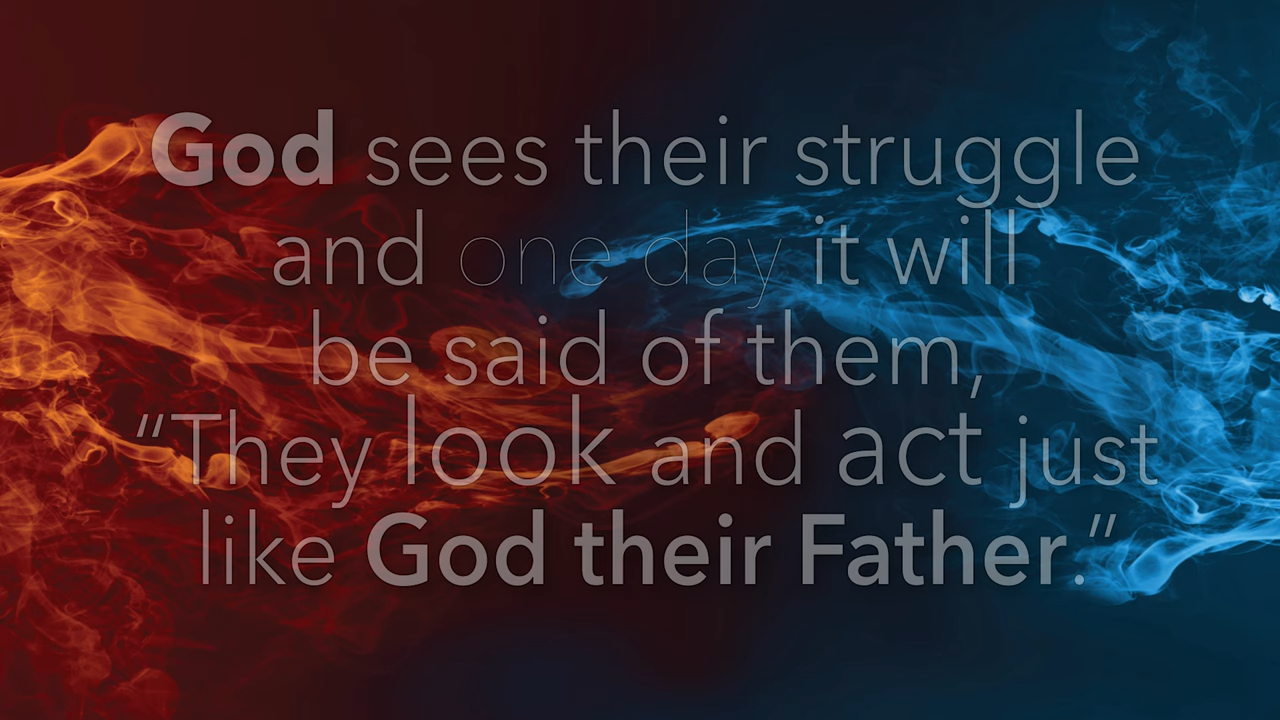 God sees their struggle
and one day it will
be said of them,
“They look and act just
like God their Father.”